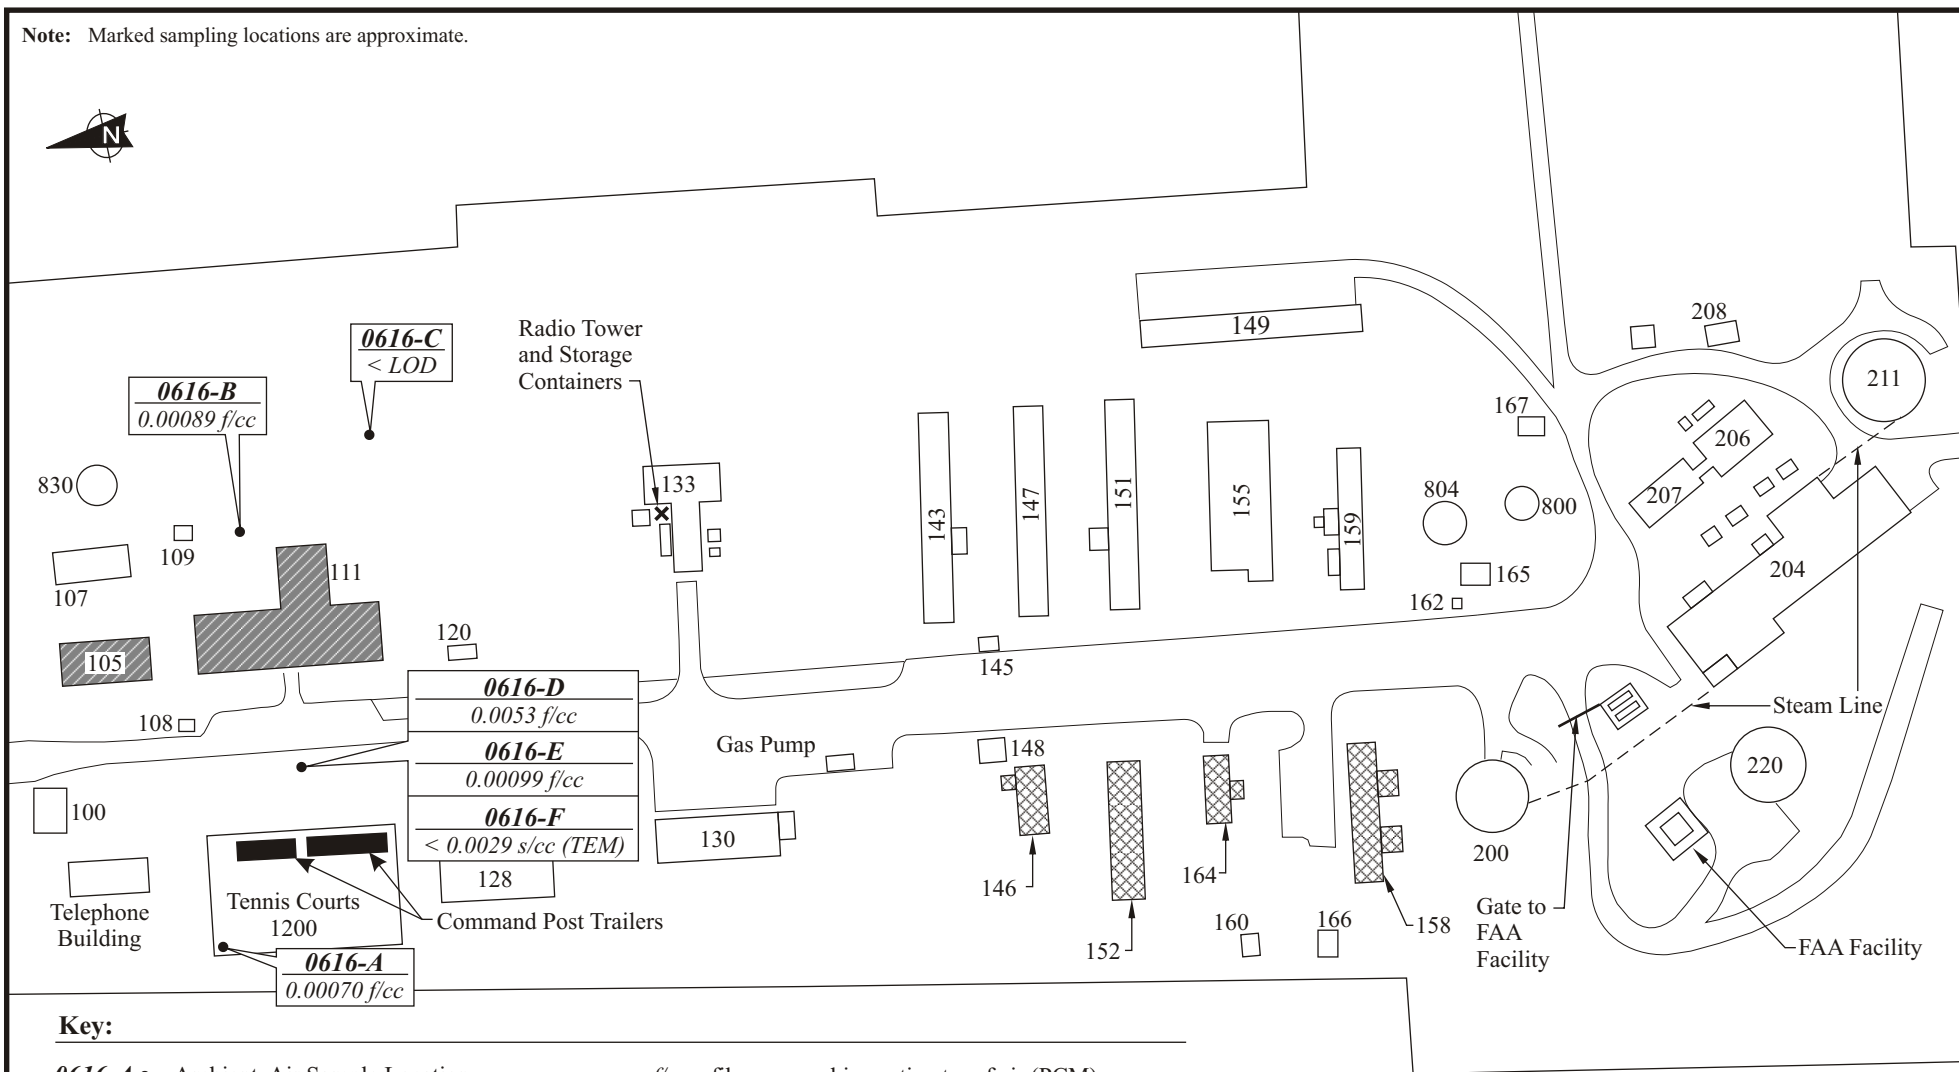 Note: Marked sampling locations are approximate.
N
0616-C
< LOD
0616-B
0.00089 f/cc
Radio Tower
and Storage
Containers
149
208
211
167
206
830
133
143
147
151
155
159
804
800
207
109
111
107
165
162
204
105
120
145
0616-D
0.0053 f/cc
108
Steam Line
Gas Pump
148
0616-E
0.00099 f/cc
220
100
0616-F
< 0.0029 s/cc (TEM)
130
200
128
146
164
Tennis Courts
1200
Telephone
Building
Command Post Trailers
152
160
166
158
Gate to
FAA
Facility
FAA Facility
0616-A
0.00070 f/cc
Key: